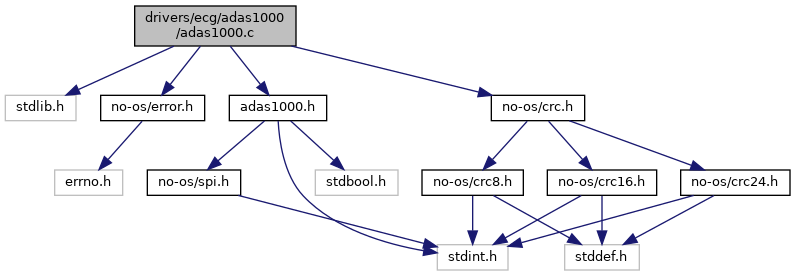 drivers/ecg/adas1000
/adas1000.c
stdlib.h
no-os/error.h
adas1000.h
no-os/crc.h
errno.h
no-os/spi.h
stdbool.h
no-os/crc8.h
no-os/crc16.h
no-os/crc24.h
stdint.h
stddef.h